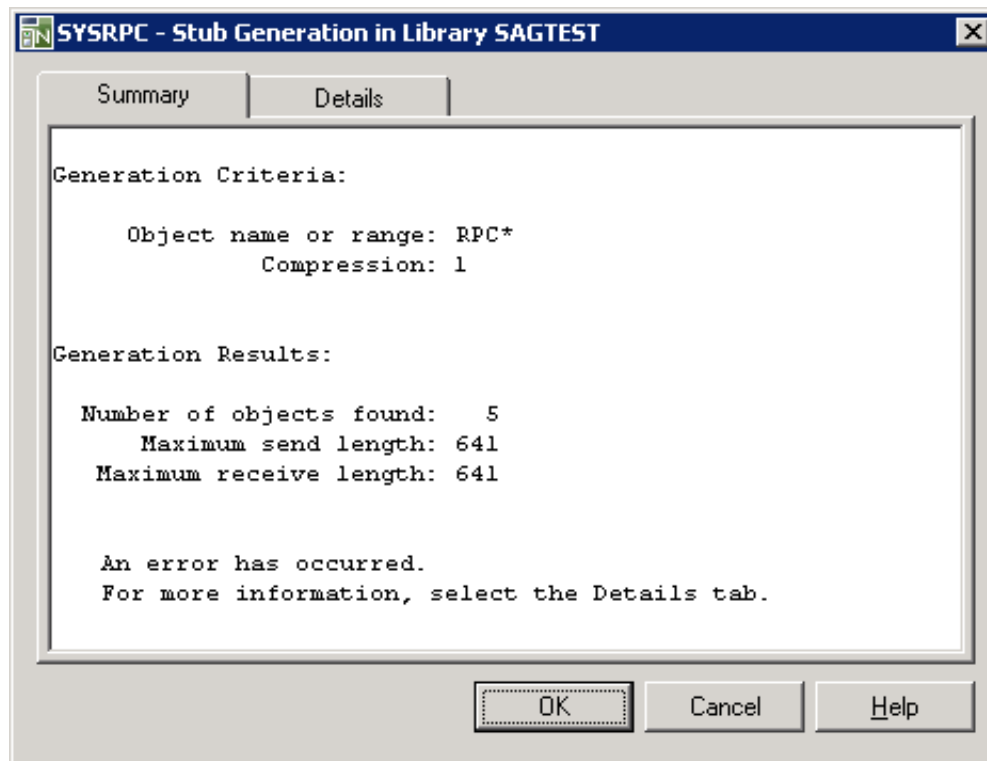 SYSRPC - Stub Generation in Library SAGTEST
Summary Details
Generation Criteria:
Object name or range: RPC*
Compression: 1
Generation Results:
Number of objects found: 5
Maximum send length: 641
Maximum receive length: 641
An error has occurred.
For more information, select the Details tab.
OK Cancel Help